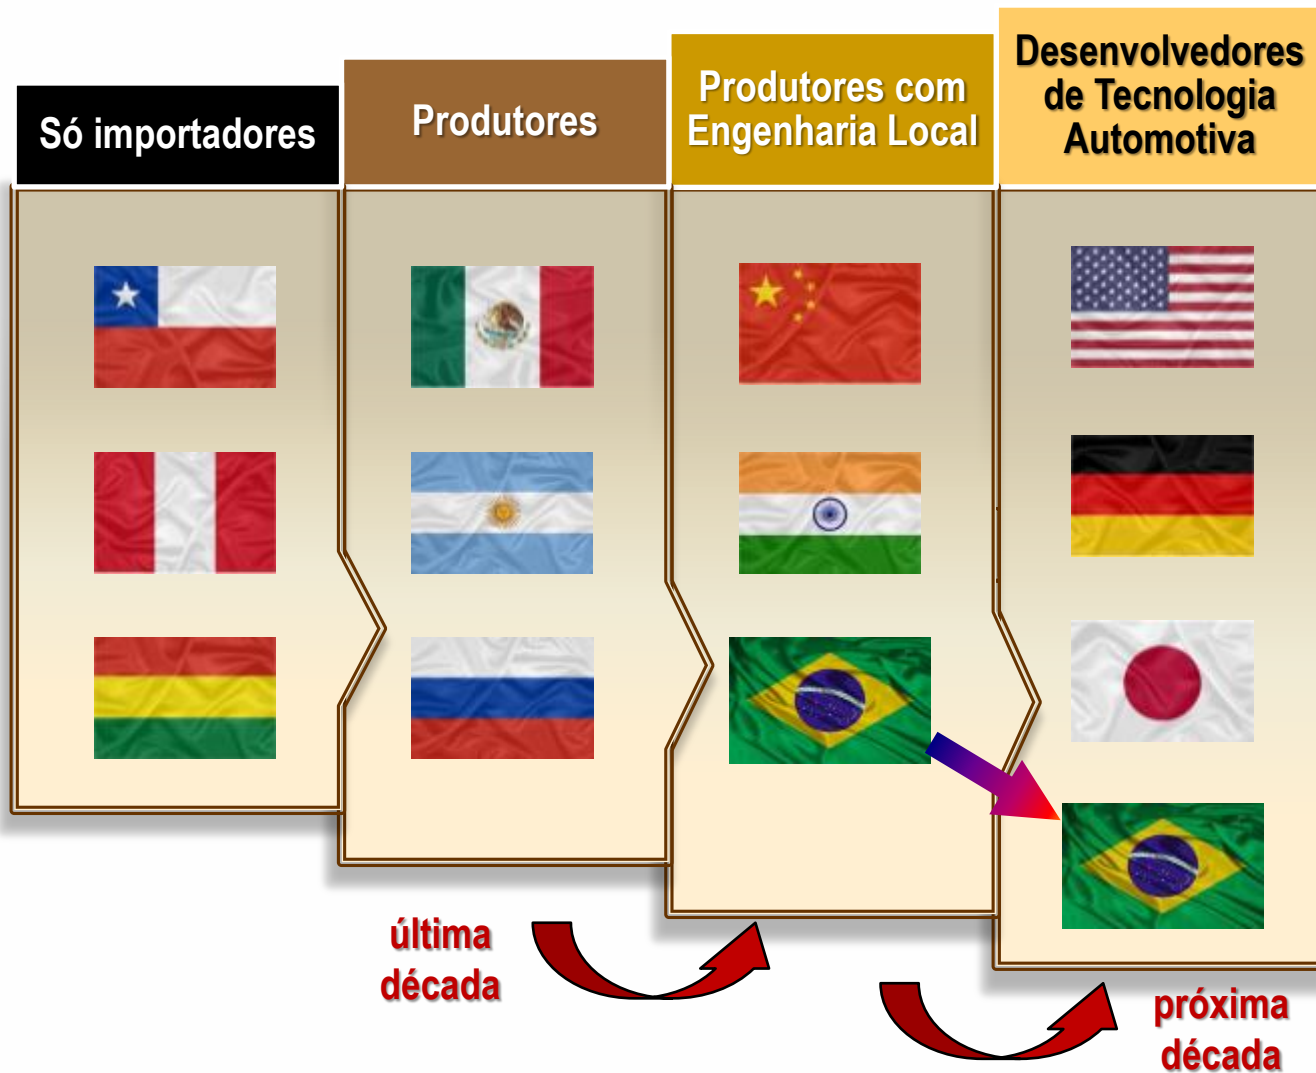 Só importadores
Produtores
Produtores com
Engenharia Local
Desenvolvedores
de Tecnologia
Automotiva
última
década
próxima
década